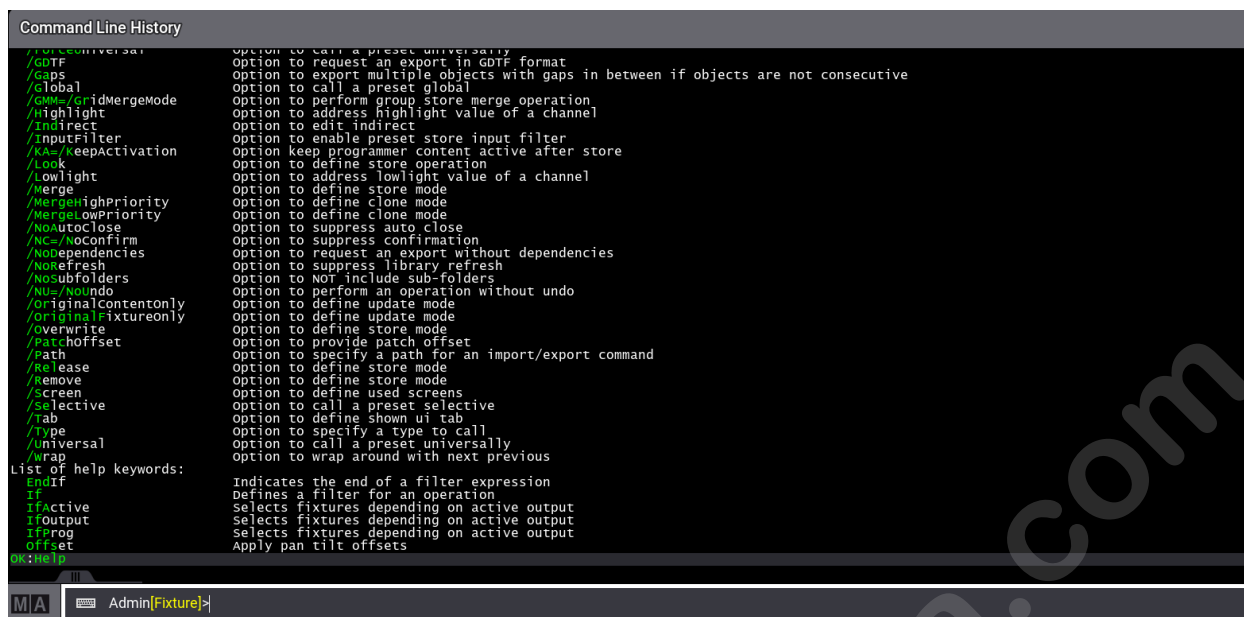 Command Line History
/ForceUniversal Option to call a preset universally
/GDTF Option to request an export in GDTF format
/Gaps Option to export multiple objects with gaps in between if objects are not consecutive
/Global Option to call a preset global
/GMM=/GridMergeMode Option to perform group store merge operation
/Highlight Option to address highlight value of a channel
/Indirect Option to edit indirect
/InputFilter Option to enable preset store input filter
/KA=/KeepActivation Option keep programmer content active after store
/Look Option to define store operation
/Lowlight Option to address lowlight value of a channel
/Merge Option to define store mode
/MergeHighPriority Option to define clone mode
/MergeLowPriority Option to define clone mode
/NoAutoClose Option to suppress auto close
/NC=/NoConfirm Option to suppress confirmation
/NoDependencies Option to request an export without dependencies
/NoRefresh Option to suppress library refresh
/NoSubfolders Option to NOT include sub-folders
/NU=/NoUndo Option to perform an operation without undo
/OriginalContentOnly Option to define update mode
/OriginalFixtureOnly Option to define update mode
/Overwrite Option to define store mode
/PatchOffset Option to provide patch offset
/Path Option to specify a path for an import/export command
/Release Option to define store mode
/Remove Option to define store mode
/Screen Option to define used screens
/Selective Option to call a preset selective
/Tab Option to define shown ui tab
/Type Option to specify a type to call
/Universal Option to call a preset universally
/Wrap Option to wrap around with next previous
List of help keywords:
EndIf Indicates the end of a filter expression
If Defines a filter for an operation
IfActive Selects fixtures depending on active output
IfOutput Selects fixtures depending on active output
IfProg Selects fixtures depending on active output
Offset Apply pan tilt offsets
OK:Help
MA Admin[Fixture]>
n.com